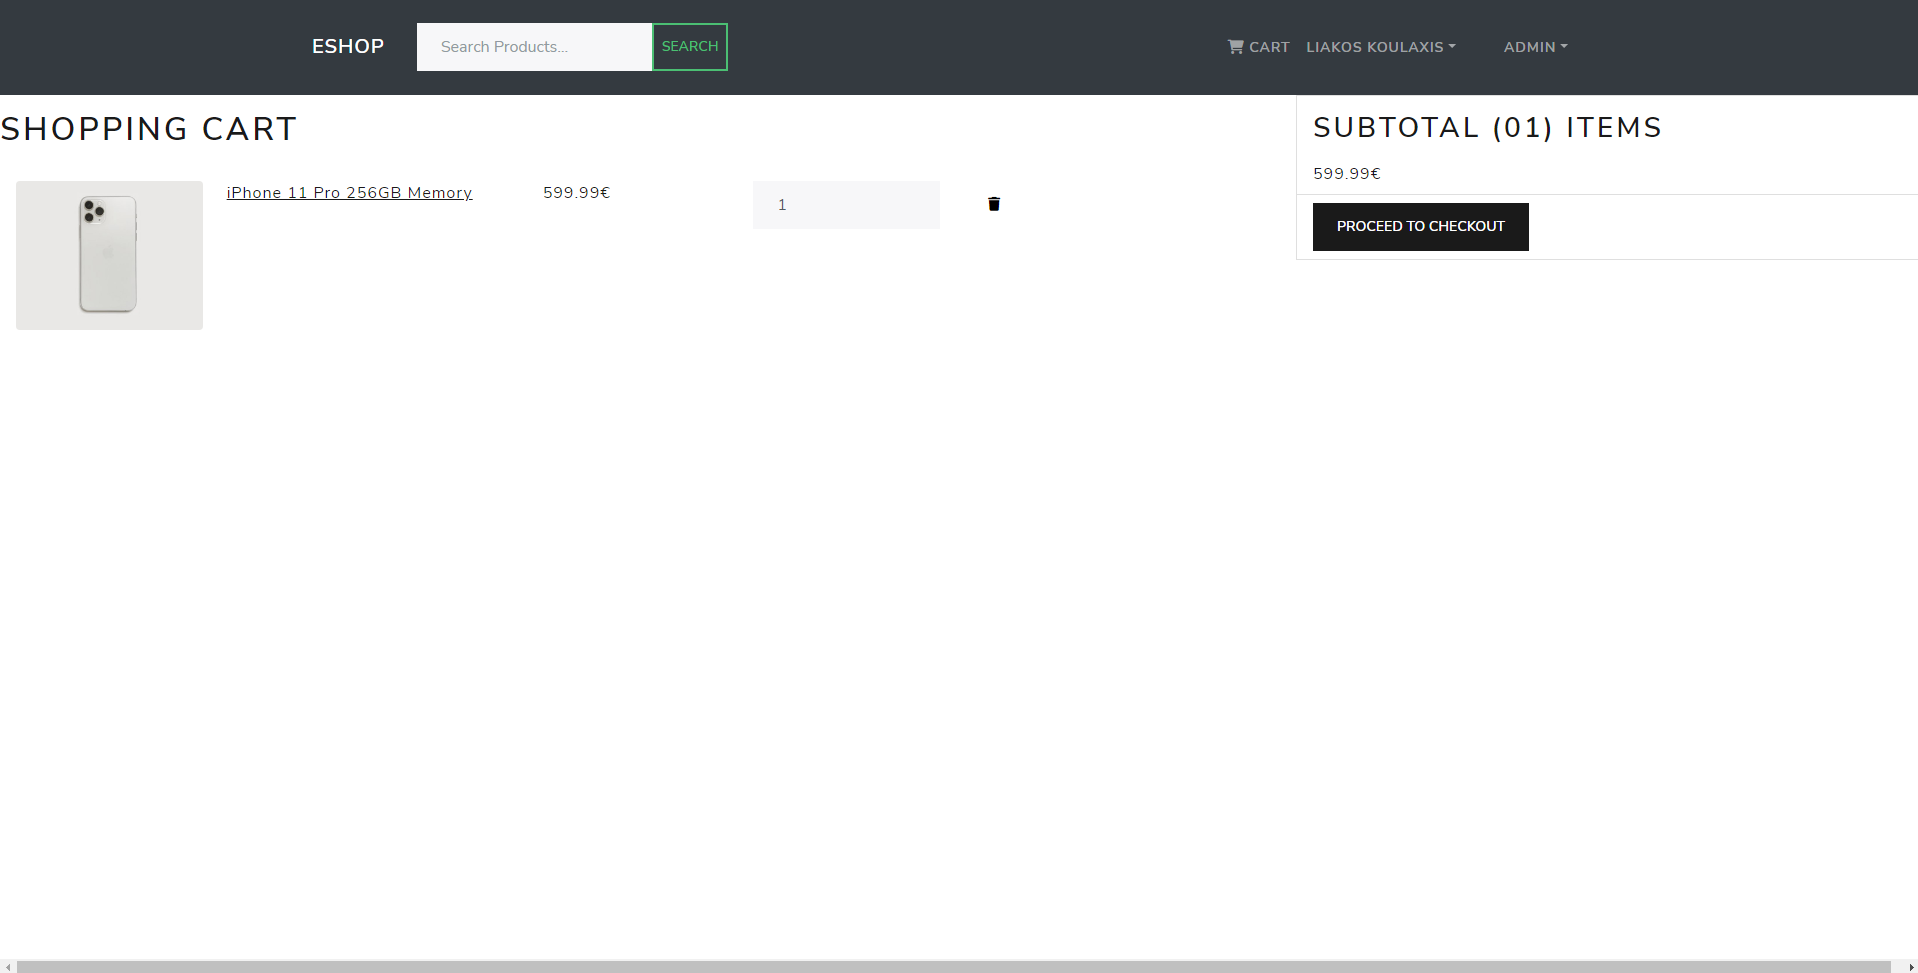 ESHOP
Search Products...
SEARCH
CART
LIAKOS KOULAXIS
ADMIN
SHOPPING CART
iPhone 11 Pro 256GB Memory
599.99€
1
SUBTOTAL (01) ITEMS
599.99€
PROCEED TO CHECKOUT